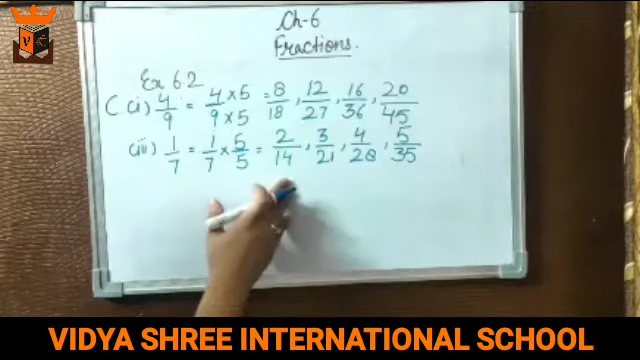 V S
Ch-6
Fractions.
Ex 6.2
C (i) 4/9 = 4/9 × 5/5 = 8/18, 12/27, 16/36, 20/45
(iii) 1/7 = 1/7 × 5/5 = 2/14, 3/21, 4/28, 5/35
VIDYA SHREE INTERNATIONAL SCHOOL